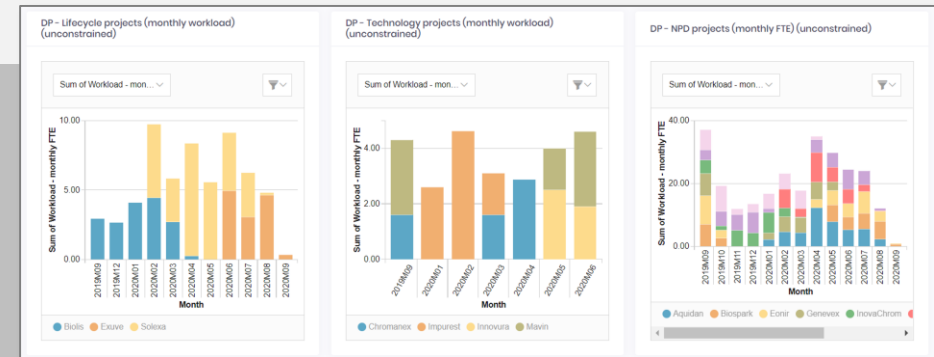 DP - Lifecycle projects (monthly workload)
(unconstrained)
Sum of Workload - mon...
Sum of Workload - monthly FTE
10.00
5.00
0.00
2019M09
2019M12
2020M01
2020M02
2020M03
2020M04
2020M05
2020M06
2020M07
2020M08
2020M09
Month
Biolis
Exuve
Solexa
DP - Technology projects (monthly workload)
(unconstrained)
Sum of Workload - mon...
Sum of Workload - monthly FTE
4.00
2.00
0.00
2019M09
2020M01
2020M02
2020M03
2020M04
2020M05
2020M06
Month
Chromanex
Impurest
Innovura
Mavin
DP - NPD projects (monthly FTE) (unconstrained)
Sum of Workload - mon...
Sum of Workload - monthly FTE
40.00
20.00
0.00
2019M09
2019M10
2019M11
2019M12
2020M01
2020M02
2020M03
2020M04
2020M05
2020M06
2020M07
2020M08
2020M09
Month
Aquidan
Biospark
Eonir
Genevox
InovaChrom